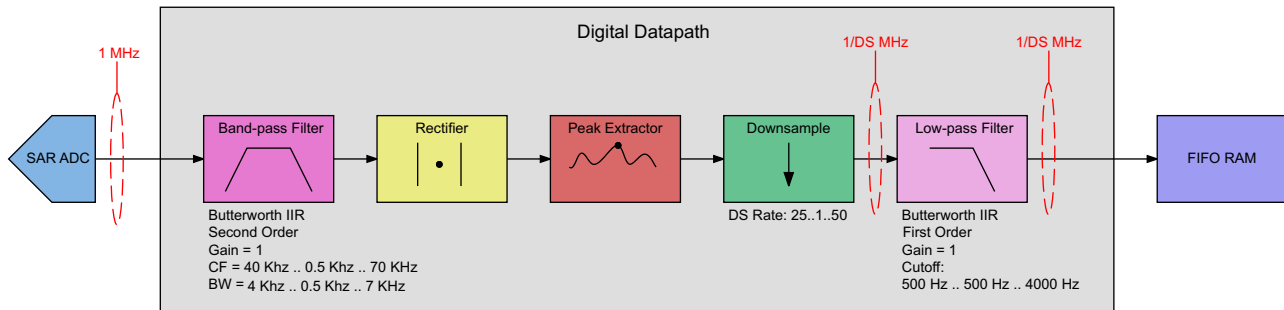 Digital Datapath
1 MHz
1/DS MHz
1/DS MHz
SAR ADC
Band-pass Filter
Rectifier
Peak Extractor
Downsample
Low-pass Filter
FIFO RAM
Butterworth IIR
Second Order
Gain = 1
CF = 40 Khz .. 0.5 Khz .. 70 KHz
BW = 4 Khz .. 0.5 Khz .. 7 KHz
DS Rate: 25..1..50
Butterworth IIR
First Order
Gain = 1
Cutoff:
500 Hz .. 500 Hz .. 4000 Hz